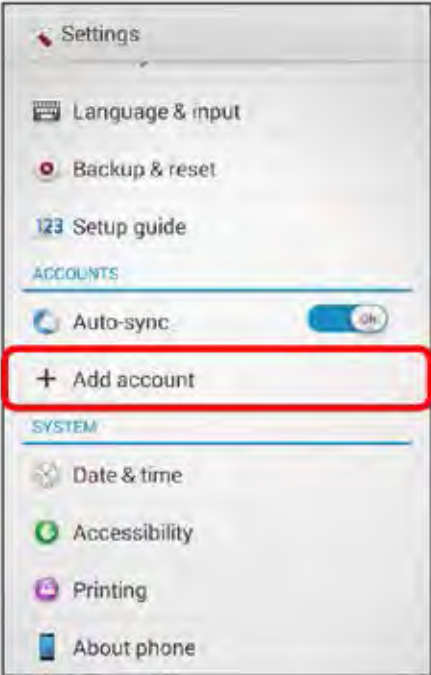 Settings
Language & input
Backup & reset
123 Setup guide
ACCOUNTS
Auto-sync
On
+ Add account
SYSTEM
Date & time
Accessibility
Printing
About phone